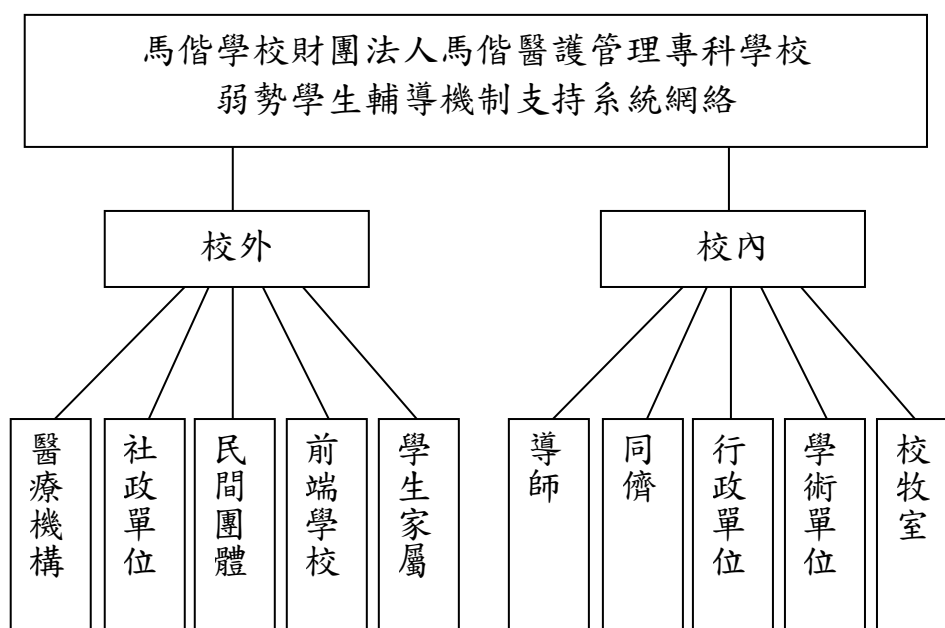 馬偕學校財團法人馬偕醫護管理專科學校
弱勢學生輔導機制支持系統網絡
校外
校內
醫療機構
社政單位
民間團體
前端學校
學生家屬
導師
同儕
行政單位
學術單位
校牧室